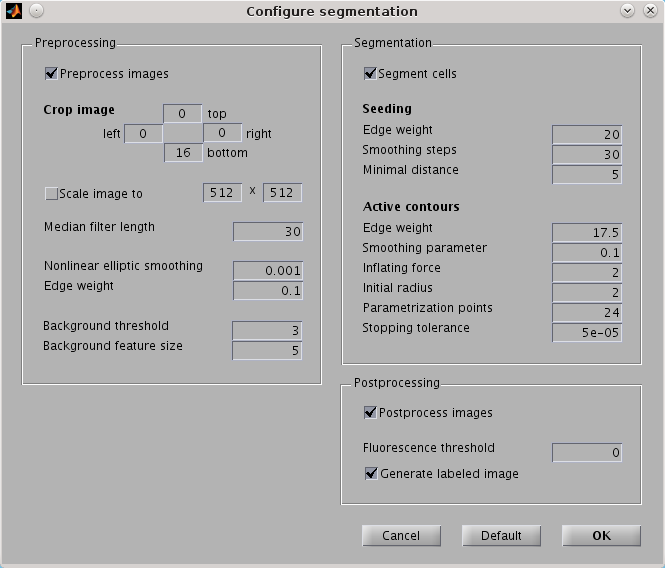 Configure segmentation
Preprocessing
Preprocess images
Crop image
0 top
left 0 0 right
16 bottom
Scale image to 512 x 512
Median filter length 30
Nonlinear elliptic smoothing 0.001
Edge weight 0.1
Background threshold 3
Background feature size 5
Segmentation
Segment cells
Seeding
Edge weight 20
Smoothing steps 30
Minimal distance 5
Active contours
Edge weight 17.5
Smoothing parameter 0.1
Inflating force 2
Initial radius 2
Parametrization points 24
Stopping tolerance 5e-05
Postprocessing
Postprocess images
Fluorescence threshold 0
Generate labeled image
Cancel Default OK